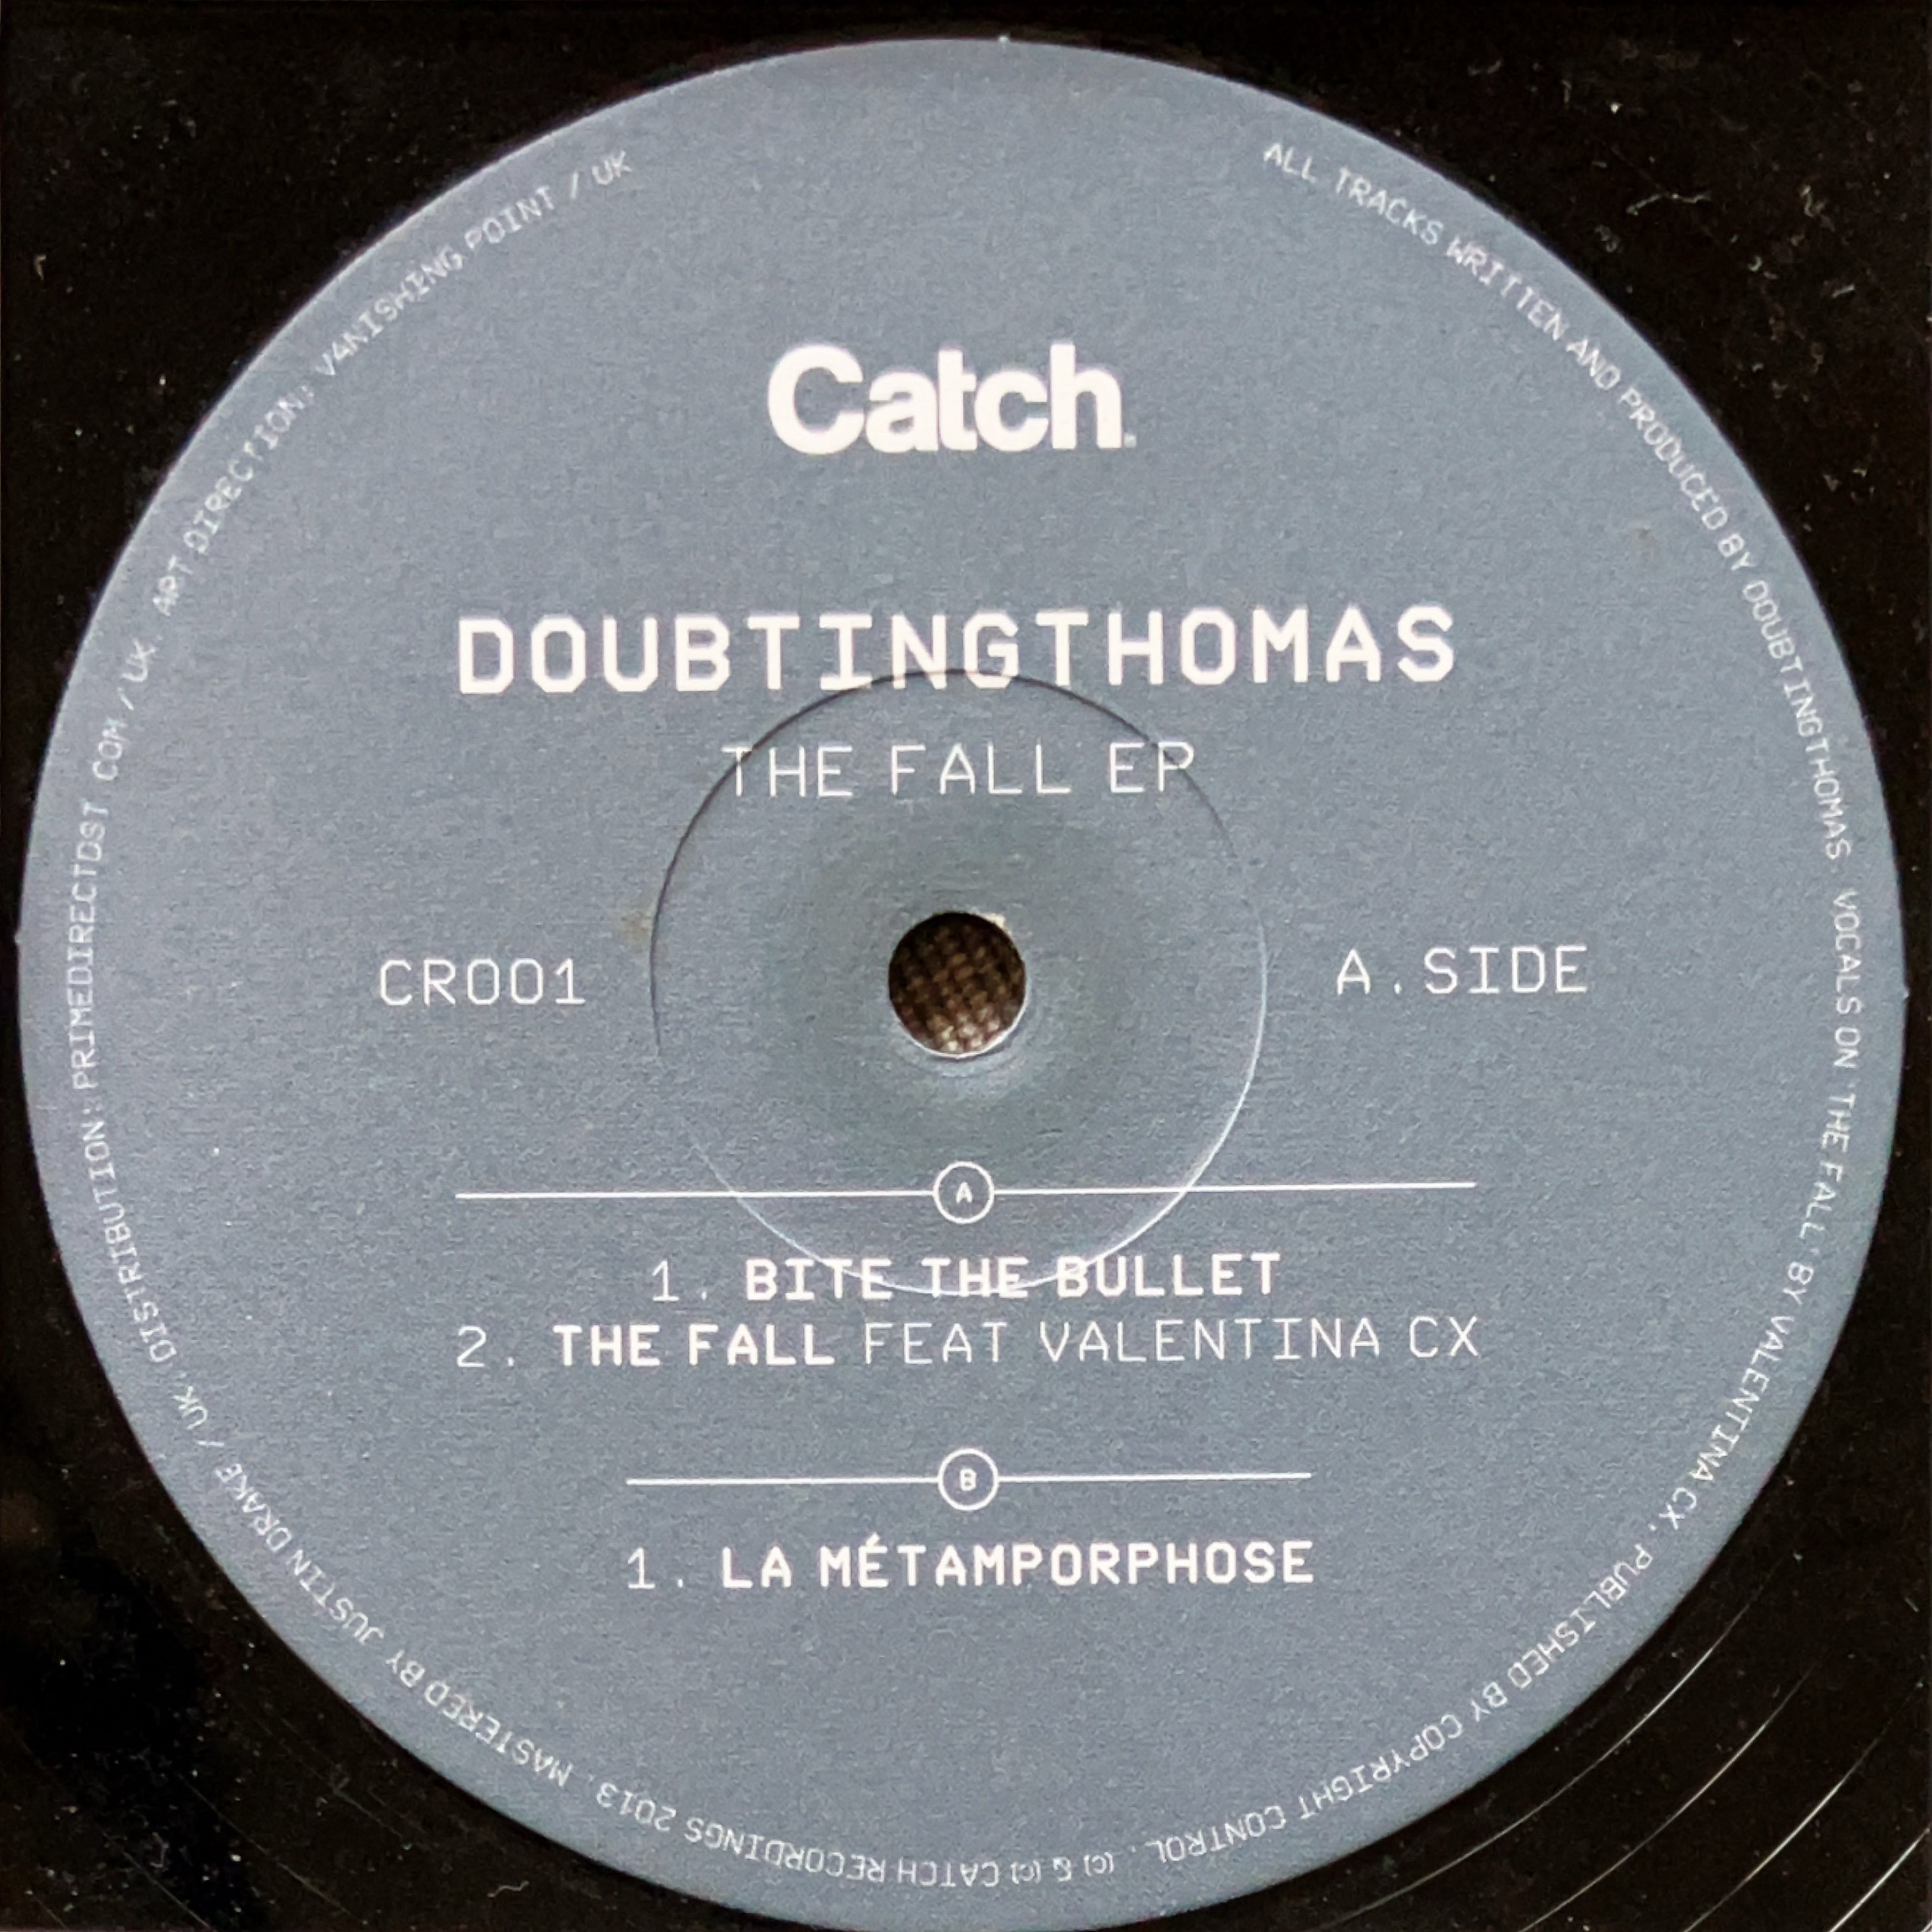 Catch.
DOUBTINGTHOMAS
THE FALL EP
CR001
A.SIDE
A
1. BITE THE BULLET
2. THE FALL FEAT VALENTINA CX
B
1. LA MÉTAMPORPHOSE
ALL TRACKS WRITTEN AND PRODUCED BY DOUBTINGTHOMAS. VOCALS ON 'THE FALL' BY VALENTINA CX. PUBLISHED BY COPYRIGHT CONTROL. (C) & (C) CATCH RECORDINGS 2013. MASTERED BY JUSTIN DRAKE / UK. DISTRIBUTION: PRIMEDIRECTDST.COM / UK. ART DIRECTION: V4NISHING POINT / UK